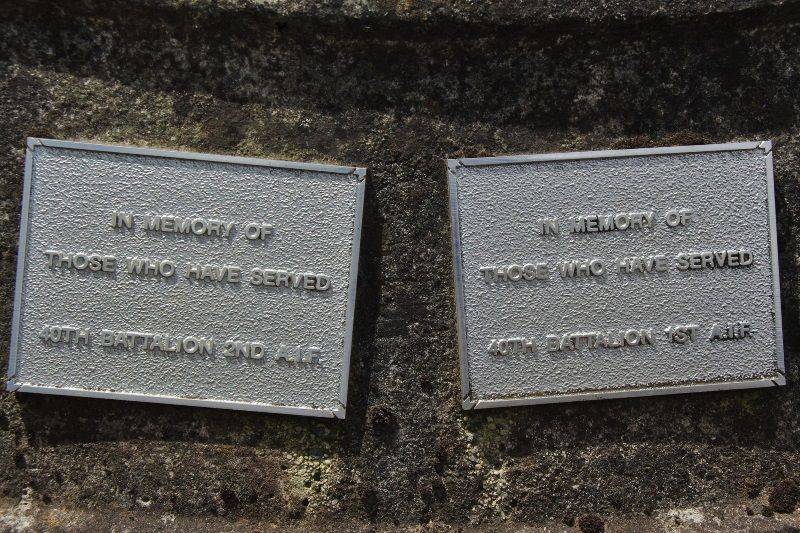 IN MEMORY OF
THOSE WHO HAVE SERVED
40TH BATTALION 2ND A.I.F.
IN MEMORY OF
THOSE WHO HAVE SERVED
40TH BATTALION 1ST A.I.F.